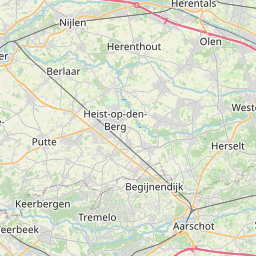 Herentals
Nijlen
Olen
Herenthout
er
Berlaar
Weste
Heist-op-den-
Berg
Putte
Herselt
Begijnendijk
Keerbergen
Tremelo
Aarschot
eerbeek